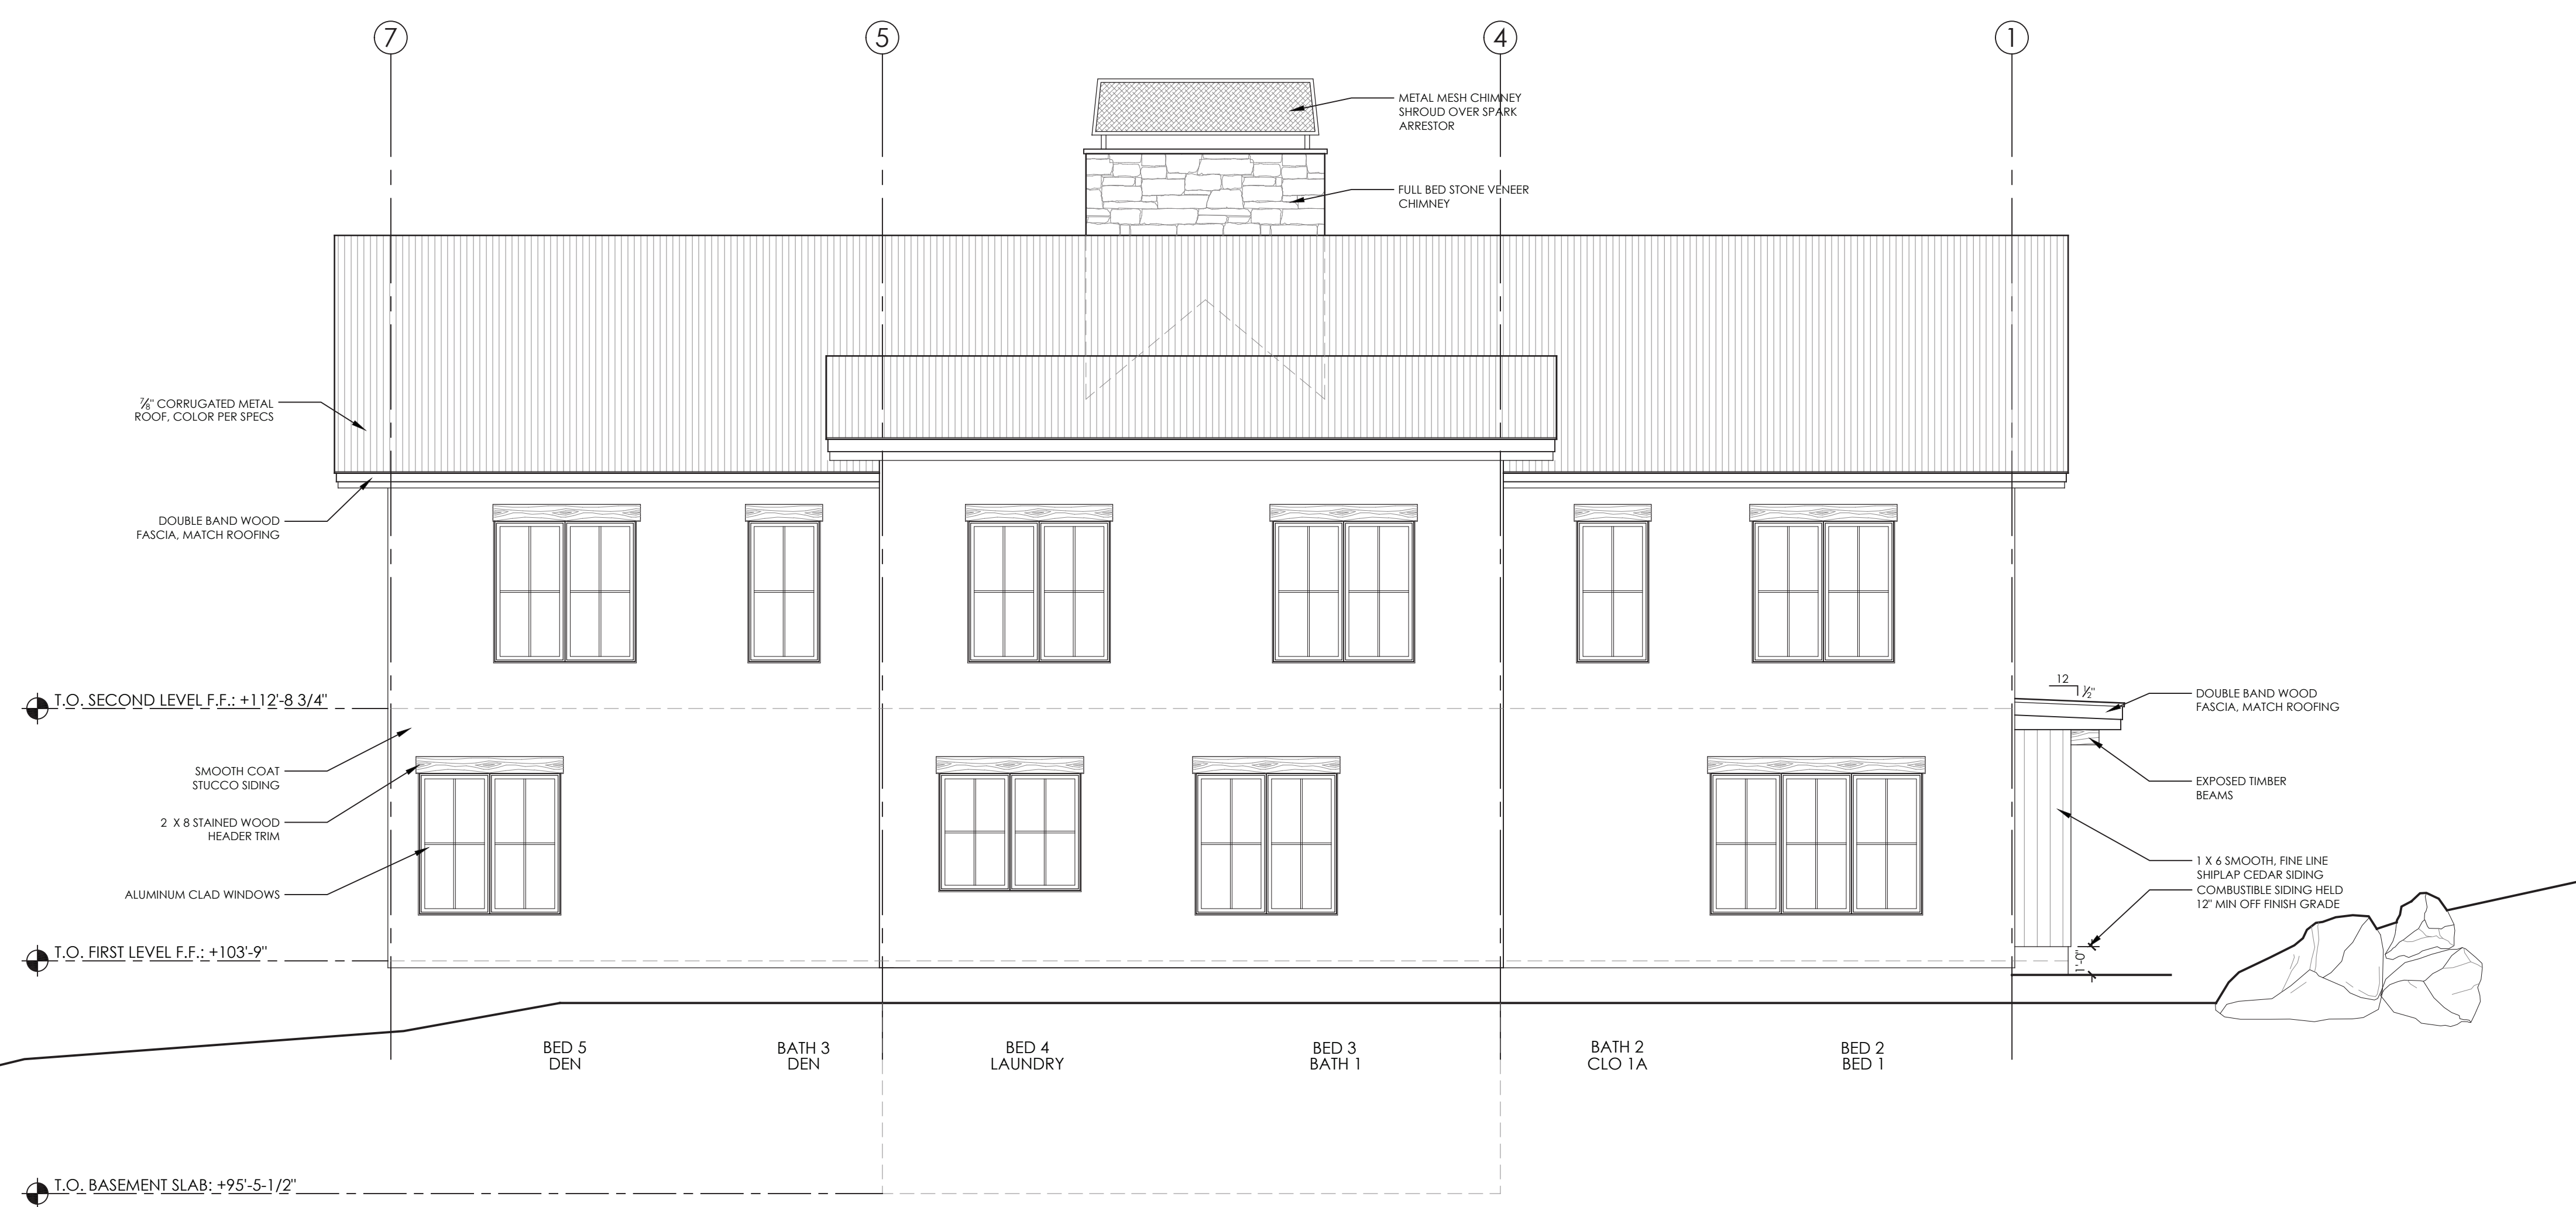 7
5
4
1
METAL MESH CHIMNEY
SHROUD OVER SPARK
ARRESTOR
FULL BED STONE VENEER
CHIMNEY
⅞" CORRUGATED METAL
ROOF, COLOR PER SPECS
DOUBLE BAND WOOD
FASCIA, MATCH ROOFING
T.O. SECOND LEVEL F.F.: +112'-8 3/4"
12
½"
DOUBLE BAND WOOD
FASCIA, MATCH ROOFING
SMOOTH COAT
STUCCO SIDING
EXPOSED TIMBER
BEAMS
2 X 8 STAINED WOOD
HEADER TRIM
ALUMINUM CLAD WINDOWS
1 X 6 SMOOTH, FINE LINE
SHIPLAP CEDAR SIDING
COMBUSTIBLE SIDING HELD
12" MIN OFF FINISH GRADE
T.O. FIRST LEVEL F.F.: +103'-9"
1'-0"
BED 5
DEN
BATH 3
DEN
BED 4
LAUNDRY
BED 3
BATH 1
BATH 2
CLO 1A
BED 2
BED 1
T.O. BASEMENT SLAB: +95'-5-1/2"